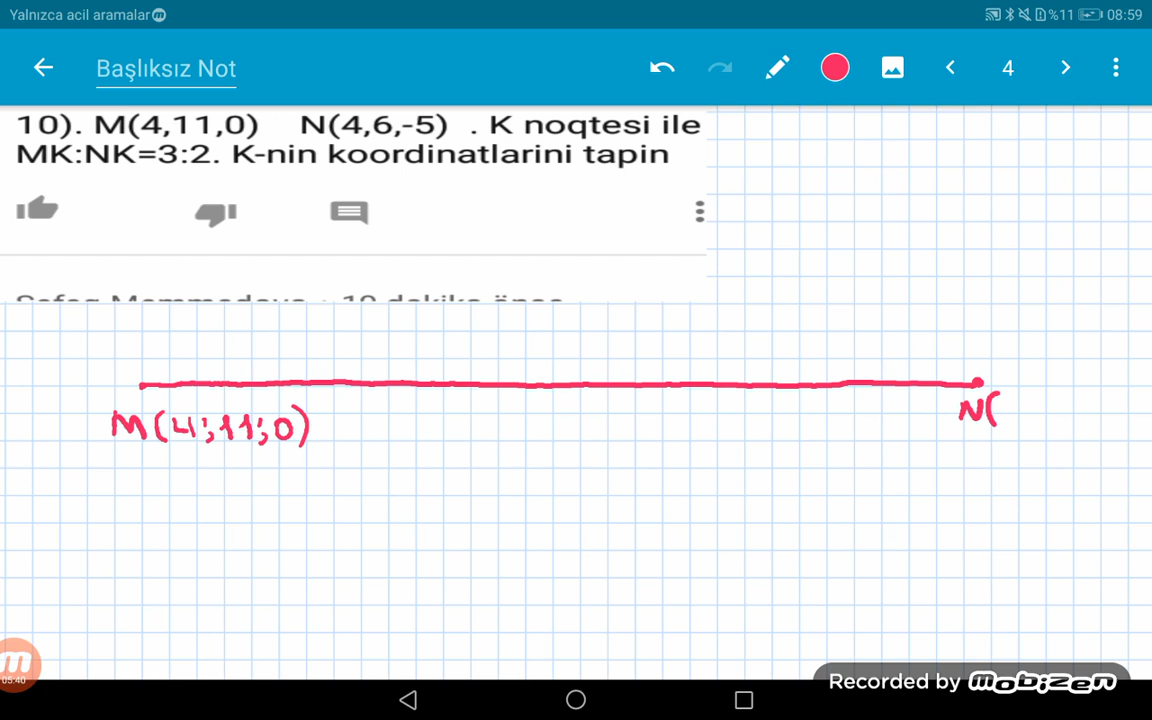 Yalnızca acil aramalar m %11 08:59
Başlıksız Not 4
10). M(4,11,0) N(4,6,-5) . K noqtesi ile
MK:NK=3:2. K-nin koordinatlarini tapin
M(4;11;0) N(
05:40
Recorded by mobizen